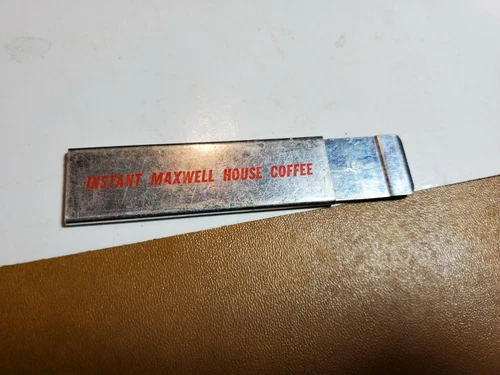 INSTANT MAXWELL HOUSE COFFEE